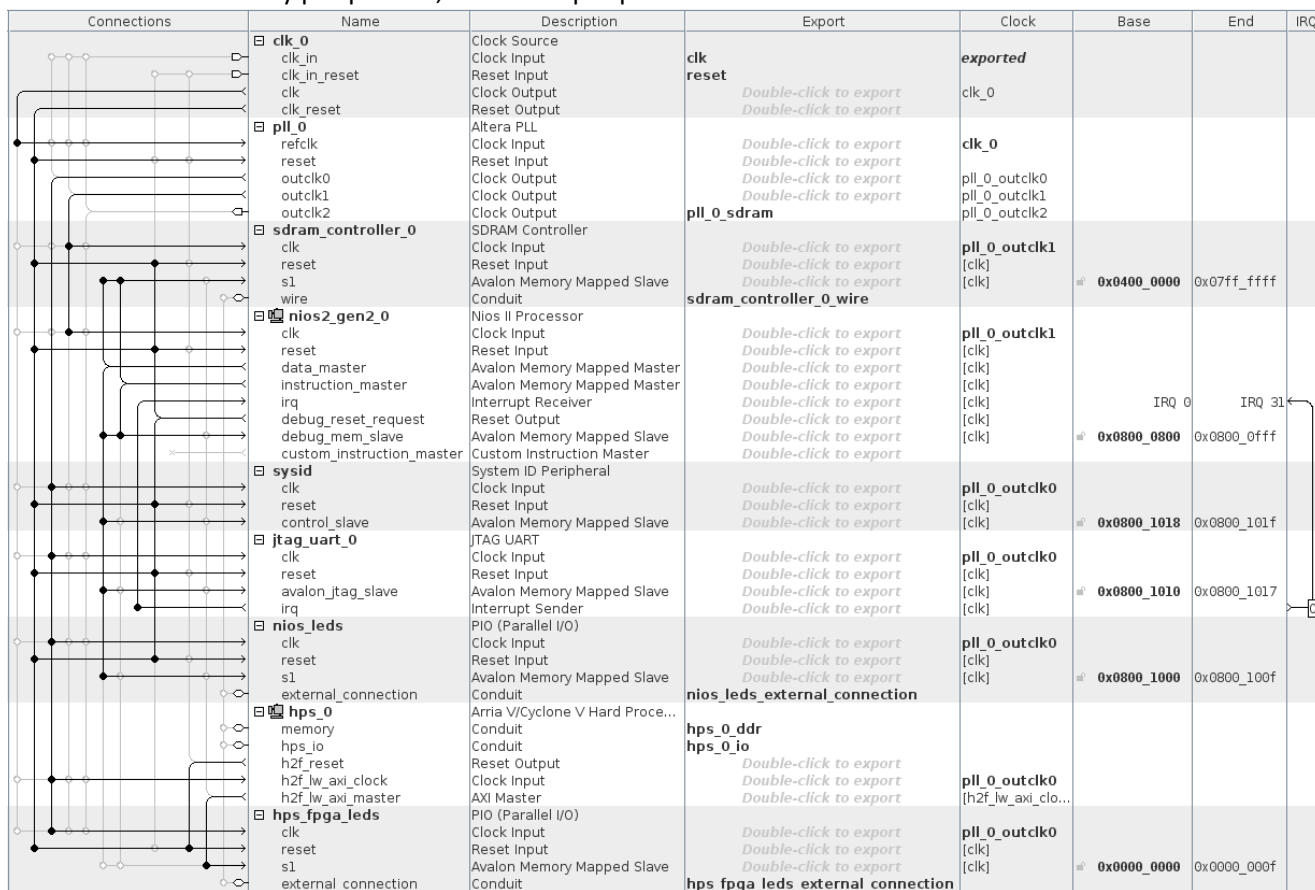 Connections Name Description Export Clock Base End IRQ
clk_0 Clock Source
clk_in Clock Input clk exported
clk_in_reset Reset Input reset
clk Clock Output Double-click to export clk_0
clk_reset Reset Output Double-click to export
pll_0 Altera PLL
refclk Clock Input Double-click to export clk_0
reset Reset Input Double-click to export
outclk0 Clock Output Double-click to export pll_0_outclk0
outclk1 Clock Output Double-click to export pll_0_outclk1
outclk2 Clock Output pll_0_sdram pll_0_outclk2
sdram_controller_0 SDRAM Controller
clk Clock Input Double-click to export pll_0_outclk1
reset Reset Input Double-click to export [clk]
s1 Avalon Memory Mapped Slave Double-click to export [clk] 0x0400_0000 0x07ff_ffff
wire Conduit sdram_controller_0_wire
nios2_gen2_0 Nios II Processor
clk Clock Input Double-click to export pll_0_outclk1
reset Reset Input Double-click to export [clk]
data_master Avalon Memory Mapped Master Double-click to export [clk]
instruction_master Avalon Memory Mapped Master Double-click to export [clk]
irq Interrupt Receiver Double-click to export [clk] IRQ 0 IRQ 31
debug_reset_request Reset Output Double-click to export [clk]
debug_mem_slave Avalon Memory Mapped Slave Double-click to export [clk] 0x0800_0800 0x0800_0fff
custom_instruction_master Custom Instruction Master Double-click to export
sysid System ID Peripheral
clk Clock Input Double-click to export pll_0_outclk0
reset Reset Input Double-click to export [clk]
control_slave Avalon Memory Mapped Slave Double-click to export [clk] 0x0800_1018 0x0800_101f
jtag_uart_0 JTAG UART
clk Clock Input Double-click to export pll_0_outclk0
reset Reset Input Double-click to export [clk]
avalon_jtag_slave Avalon Memory Mapped Slave Double-click to export [clk] 0x0800_1010 0x0800_1017
irq Interrupt Sender Double-click to export [clk]
nios_leds PIO (Parallel I/O)
clk Clock Input Double-click to export pll_0_outclk0
reset Reset Input Double-click to export [clk]
s1 Avalon Memory Mapped Slave Double-click to export [clk] 0x0800_1000 0x0800_100f
external_connection Conduit nios_leds_external_connection
hps_0 Arria V/Cyclone V Hard Proce...
memory Conduit hps_0_ddr
hps_io Conduit hps_0_io
h2f_reset Reset Output Double-click to export
h2f_lw_axi_clock Clock Input Double-click to export pll_0_outclk0
h2f_lw_axi_master AXI Master Double-click to export [h2f_lw_axi_clo...
hps_fpga_leds PIO (Parallel I/O)
clk Clock Input Double-click to export pll_0_outclk0
reset Reset Input Double-click to export [clk]
s1 Avalon Memory Mapped Slave Double-click to export [clk] 0x0000_0000 0x0000_000f
external_connection Conduit hps_fpga_leds_external_connection